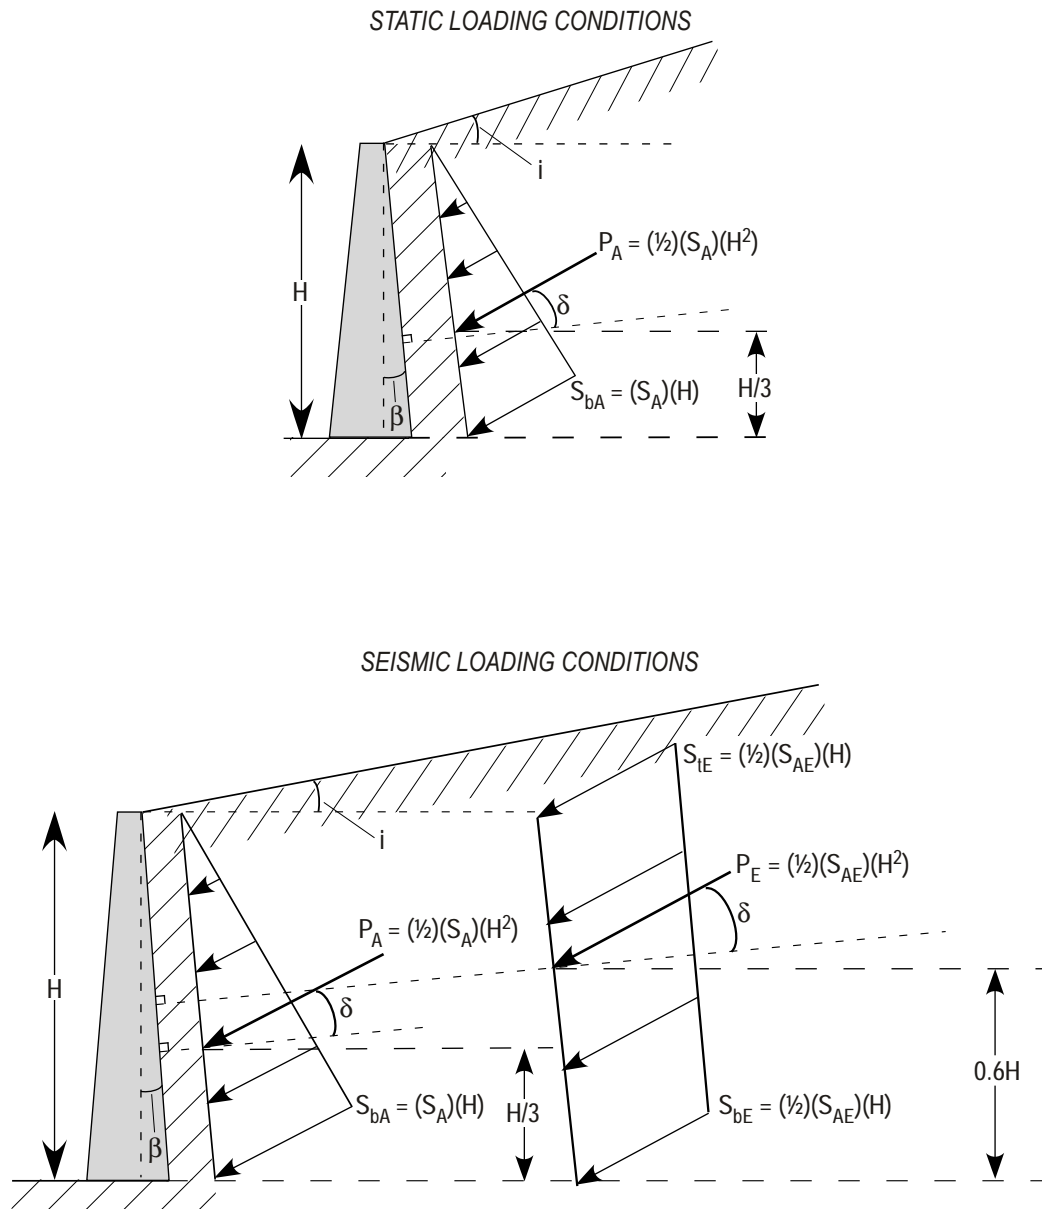 STATIC LOADING CONDITIONS
i
P_A = (½)(S_A)(H²)
H
δ
S_bA = (S_A)(H)
H/3
β
SEISMIC LOADING CONDITIONS
S_tE = (½)(S_AE)(H)
i
P_E = (½)(S_AE)(H²)
P_A = (½)(S_A)(H²)
δ
H
δ
0.6H
S_bA = (S_A)(H)
H/3
S_bE = (½)(S_AE)(H)
β